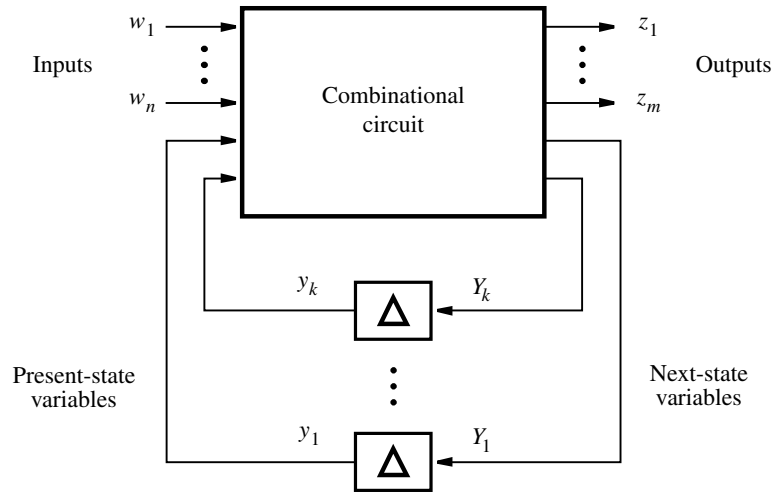 w1
Inputs
wn
Combinational
circuit
z1
Outputs
zm
yk
Δ
Yk
Present-state
variables
Next-state
variables
y1
Δ
Y1